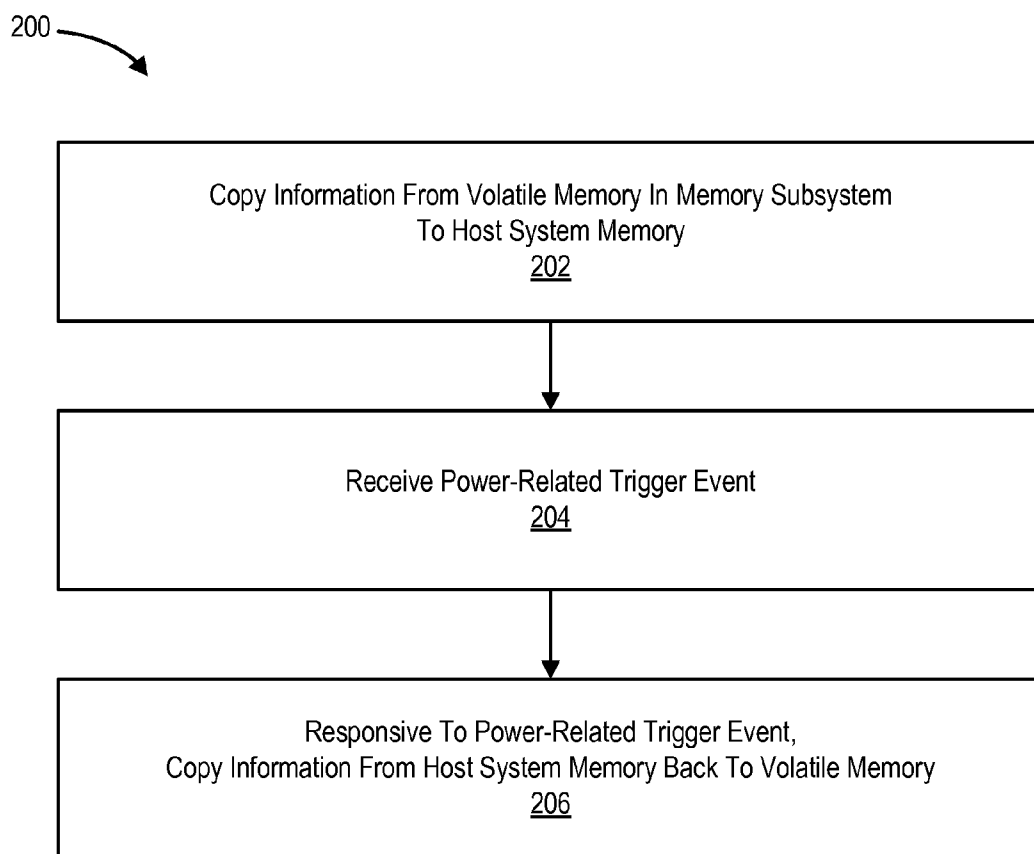 200
Copy Information From Volatile Memory In Memory Subsystem
To Host System Memory
202
Receive Power-Related Trigger Event
204
Responsive To Power-Related Trigger Event,
Copy Information From Host System Memory Back To Volatile Memory
206